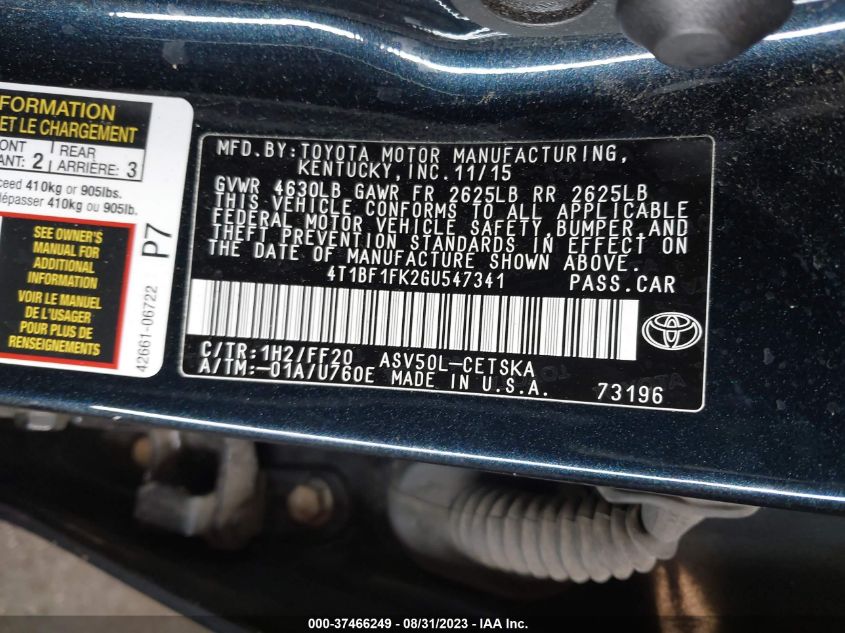 FORMATION
ET LE CHARGEMENT
ONT
ANT: 2
REAR
ARRIÈRE: 3
ceed 410kg or 905lbs.
dépasser 410kg ou 905lb.
SEE OWNER'S
MANUAL FOR
ADDITIONAL
INFORMATION
VOIR LE MANUEL
DE L'USAGER
POUR PLUS DE
RENSEIGNEMENTS
P7
42661-06722
MFD.BY:TOYOTA MOTOR MANUFACTURING,
KENTUCKY,INC.11/15
GVWR 4630LB GAWR FR 2625LB RR 2625LB
THIS VEHICLE CONFORMS TO ALL APPLICABLE
FEDERAL MOTOR VEHICLE SAFETY,BUMPER,AND
THEFT PREVENTION STANDARDS IN EFFECT ON
THE DATE OF MANUFACTURE SHOWN ABOVE.
4T1BF1FK2GU547341 PASS.CAR
C/TR:1H2/FF20 ASV50L-CETSKA
A/TM:-01A/U760E MADE IN U.S.A. 73196
000-37466249 - 08/31/2023 - IAA, Inc.